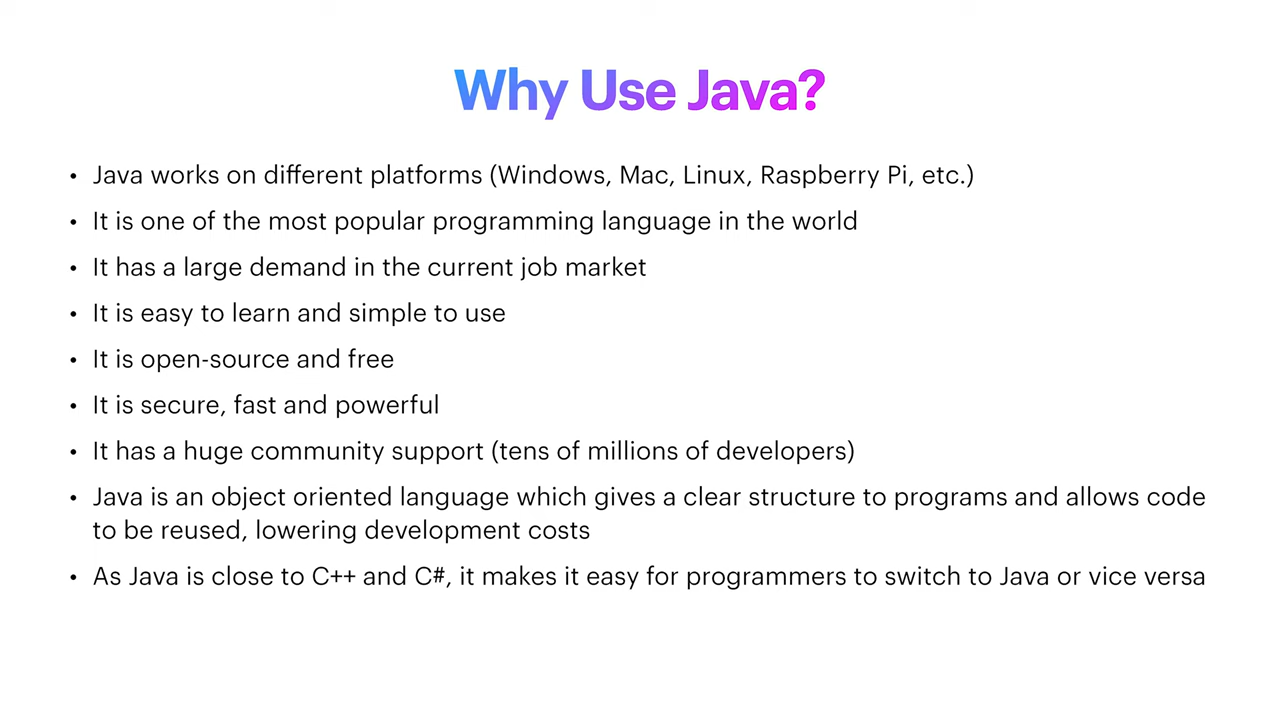 Why Use Java?
• Java works on different platforms (Windows, Mac, Linux, Raspberry Pi, etc.)
• It is one of the most popular programming language in the world
• It has a large demand in the current job market
• It is easy to learn and simple to use
• It is open-source and free
• It is secure, fast and powerful
• It has a huge community support (tens of millions of developers)
• Java is an object oriented language which gives a clear structure to programs and allows code
to be reused, lowering development costs
• As Java is close to C++ and C#, it makes it easy for programmers to switch to Java or vice versa